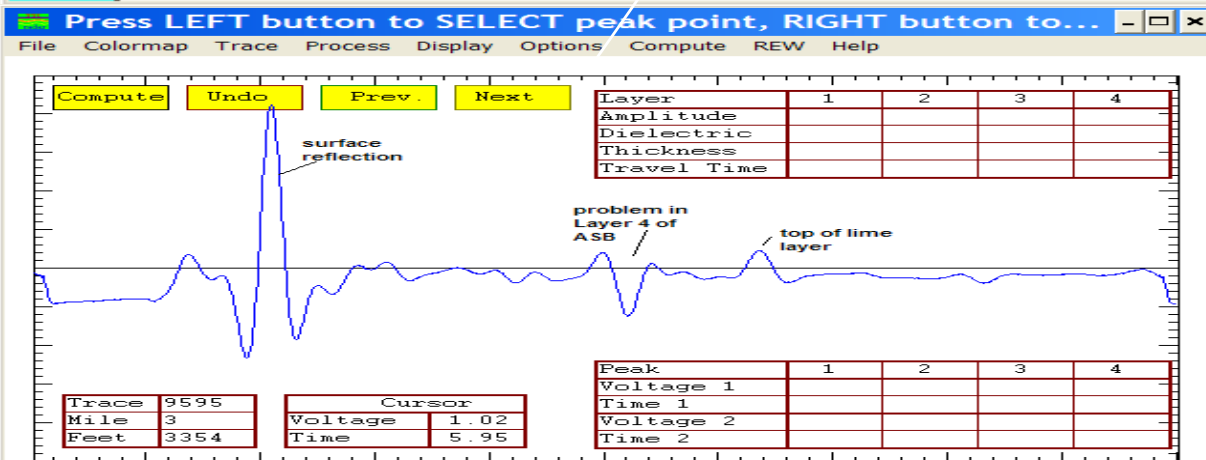 Press LEFT button to SELECT peak point, RIGHT button to...
File Colormap Trace Process Display Options Compute REW Help
Compute Undo Prev. Next
Layer 1 2 3 4
Amplitude
Dielectric
Thickness
Travel Time
surface
reflection
problem in
Layer 4 of
ASB
top of lime
layer
Peak 1 2 3 4
Voltage 1
Time 1
Voltage 2
Time 2
Trace 9595
Mile 3
Feet 3354
Cursor
Voltage 1.02
Time 5.95